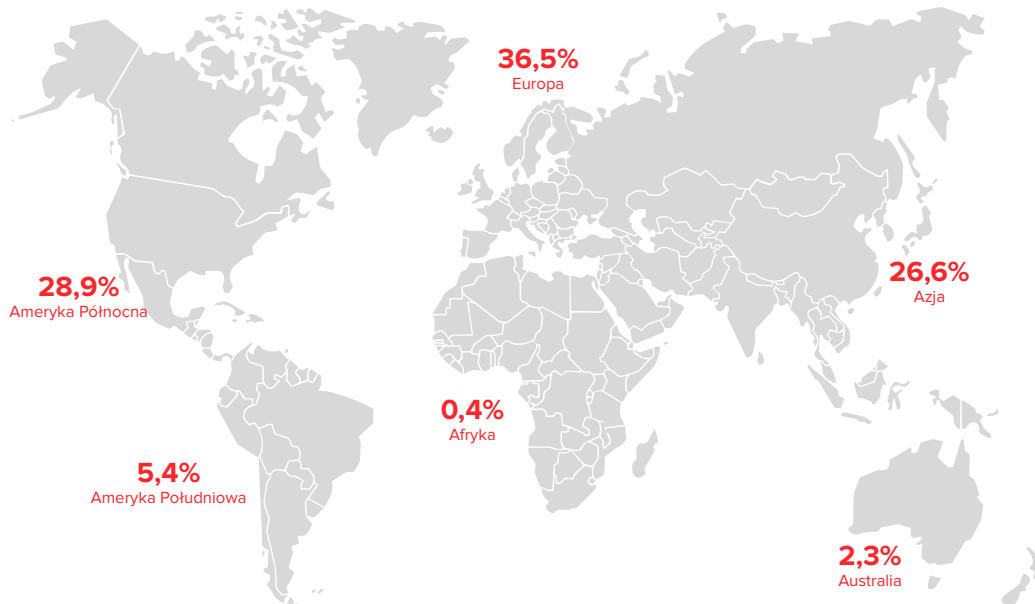 36,5%
Europa
28,9%
Ameryka Północna
26,6%
Azja
0,4%
Afryka
5,4%
Ameryka Południowa
2,3%
Australia